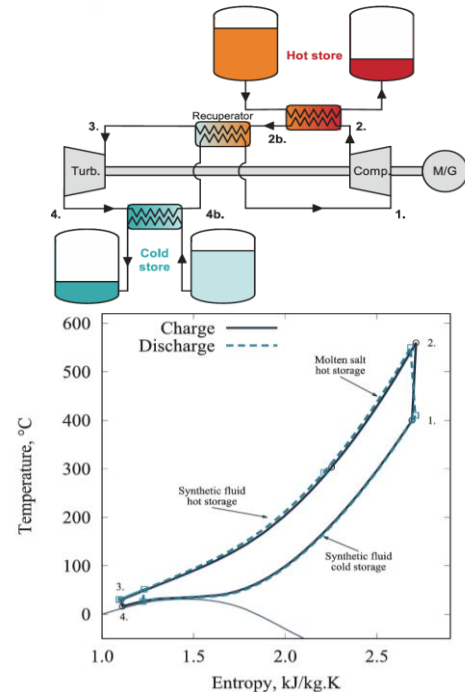 Hot store
Recuperator
3.
2b.
2.
Turb.
Comp.
M/G
4.
4b.
1.
Cold
store
Charge
Discharge
Molten salt
hot storage
Synthetic fluid
hot storage
Synthetic fluid
cold storage
2.
1.
3.
4.
600
500
400
300
200
100
0
Temperature, °C
1.0
1.5
2.0
2.5
Entropy, kJ/kg.K